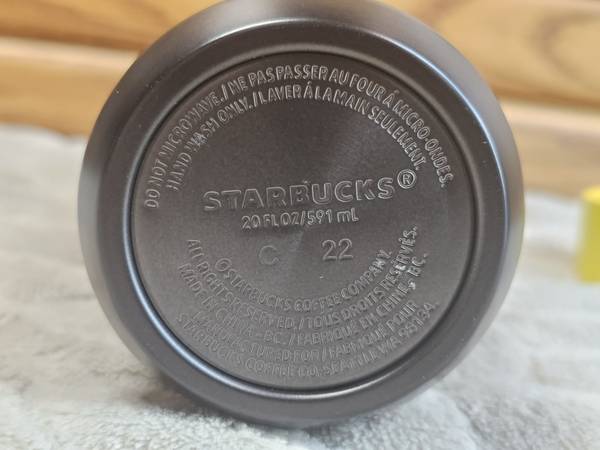 DO NOT MICROWAVE./NE PAS PASSER AU FOUR À MICRO-ONDES.
HAND WASH ONLY./LAVER À LA MAIN SEULEMENT.
STARBUCKS®
20 FL OZ/591 mL
C 22
© STARBUCKS COFFEE COMPANY.
ALL RIGHTS RESERVED. / TOUS DROITS RÉSERVÉS.
MADE IN CHINA - BC. / FABRIQUÉ EN CHINE - BC.
MANUFACTURED FOR / FABRIQUÉ POUR
STARBUCKS COFFEE CO., SEATTLE WA 98134.